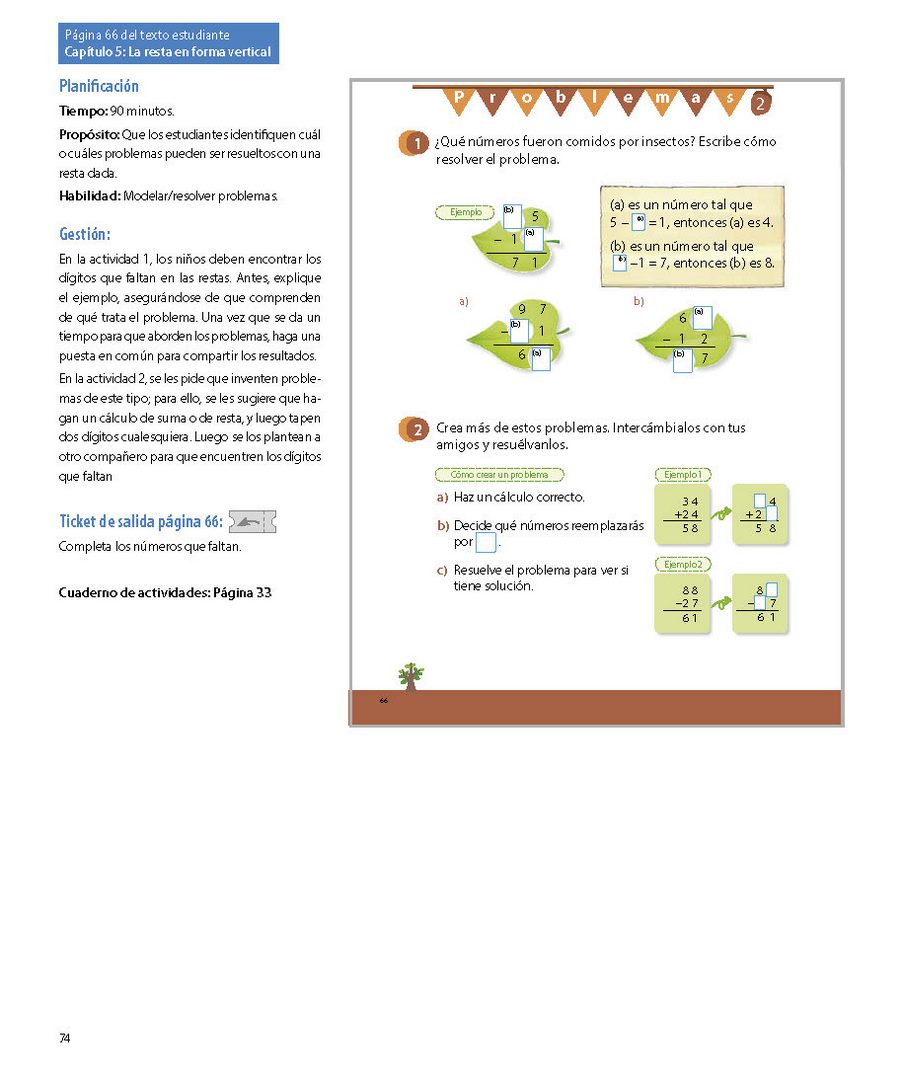 Página 66 del texto estudiante
Capítulo 5: La resta en forma vertical
Planificación
Tiempo: 90 minutos.
Propósito: Que los estudiantes identifiquen cuál
o cuáles problemas pueden ser resueltos con una
resta dada.
Habilidad: Modelar/resolver problemas.
Gestión:
En la actividad 1, los niños deben encontrar los
dígitos que faltan en las restas. Antes, explique
el ejemplo, asegurándose de que comprenden
de qué trata el problema. Una vez que se da un
tiempo para que aborden los problemas, haga una
puesta en común para compartir los resultados.
En la actividad 2, se les pide que inventen proble-
mas de este tipo; para ello, se les sugiere que ha-
gan un cálculo de suma o de resta, y luego tapen
dos dígitos cualesquiera. Luego se los plantean a
otro compañero para que encuentren los dígitos
que faltan
Ticket de salida página 66:
Completa los números que faltan.
Cuaderno de actividades: Página 33
Problemas 2
1 ¿Qué números fueron comidos por insectos? Escribe cómo
resolver el problema.
Ejemplo
(b) 5
– 1 (a)
7 1
(a) es un número tal que
5 – (a) = 1, entonces (a) es 4.
(b) es un número tal que
(b) –1 = 7, entonces (b) es 8.
a)
9 7
– (b) 1
6 (a)
b)
6 (a)
– 1 2
(b) 7
2 Crea más de estos problemas. Intercámbialos con tus
amigos y resuélvanlos.
Cómo crear un problema
a) Haz un cálculo correcto.
b) Decide qué números reemplazarás
por .
c) Resuelve el problema para ver si
tiene solución.
Ejemplo 1
3 4
+2 4
5 8
4
+ 2
5 8
Ejemplo 2
8 8
–2 7
6 1
8
– 7
6 1
66
74